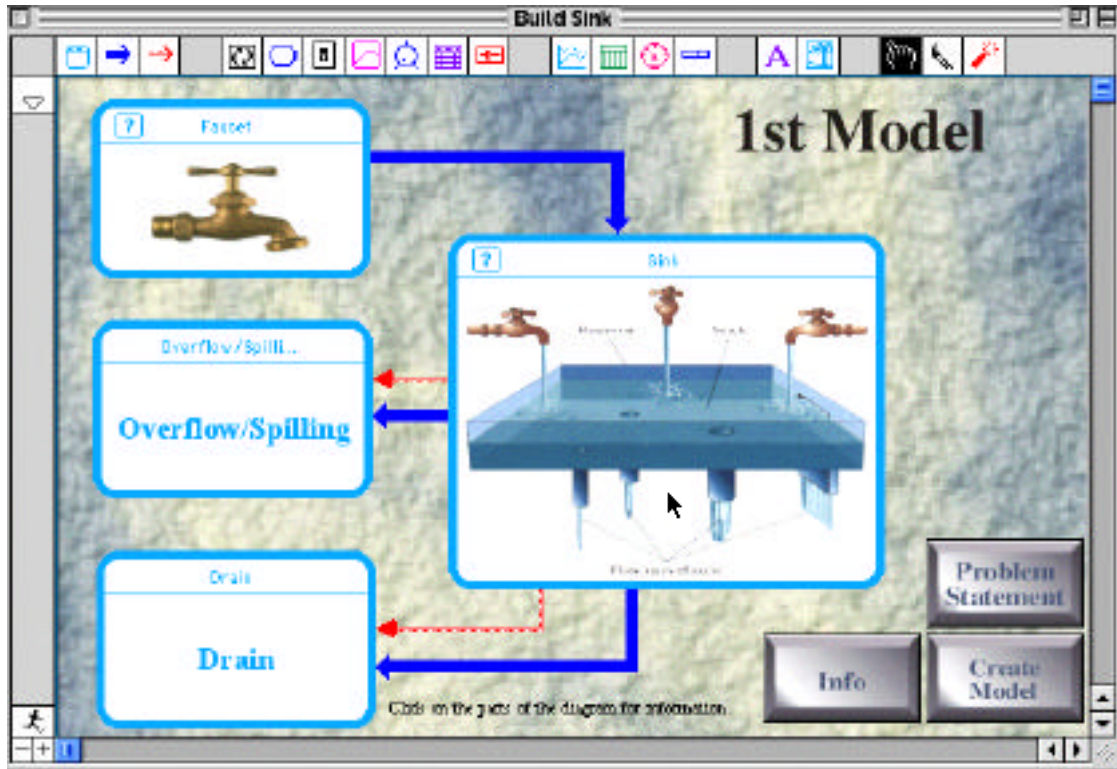 Build Sink
A
1st Model
?
Faucet
?
Sink
Overflow/Spilli...
Overflow/Spilling
Drain
Drain
Problem
Statement
Info
Create
Model
Click on the parts of the diagram for information.